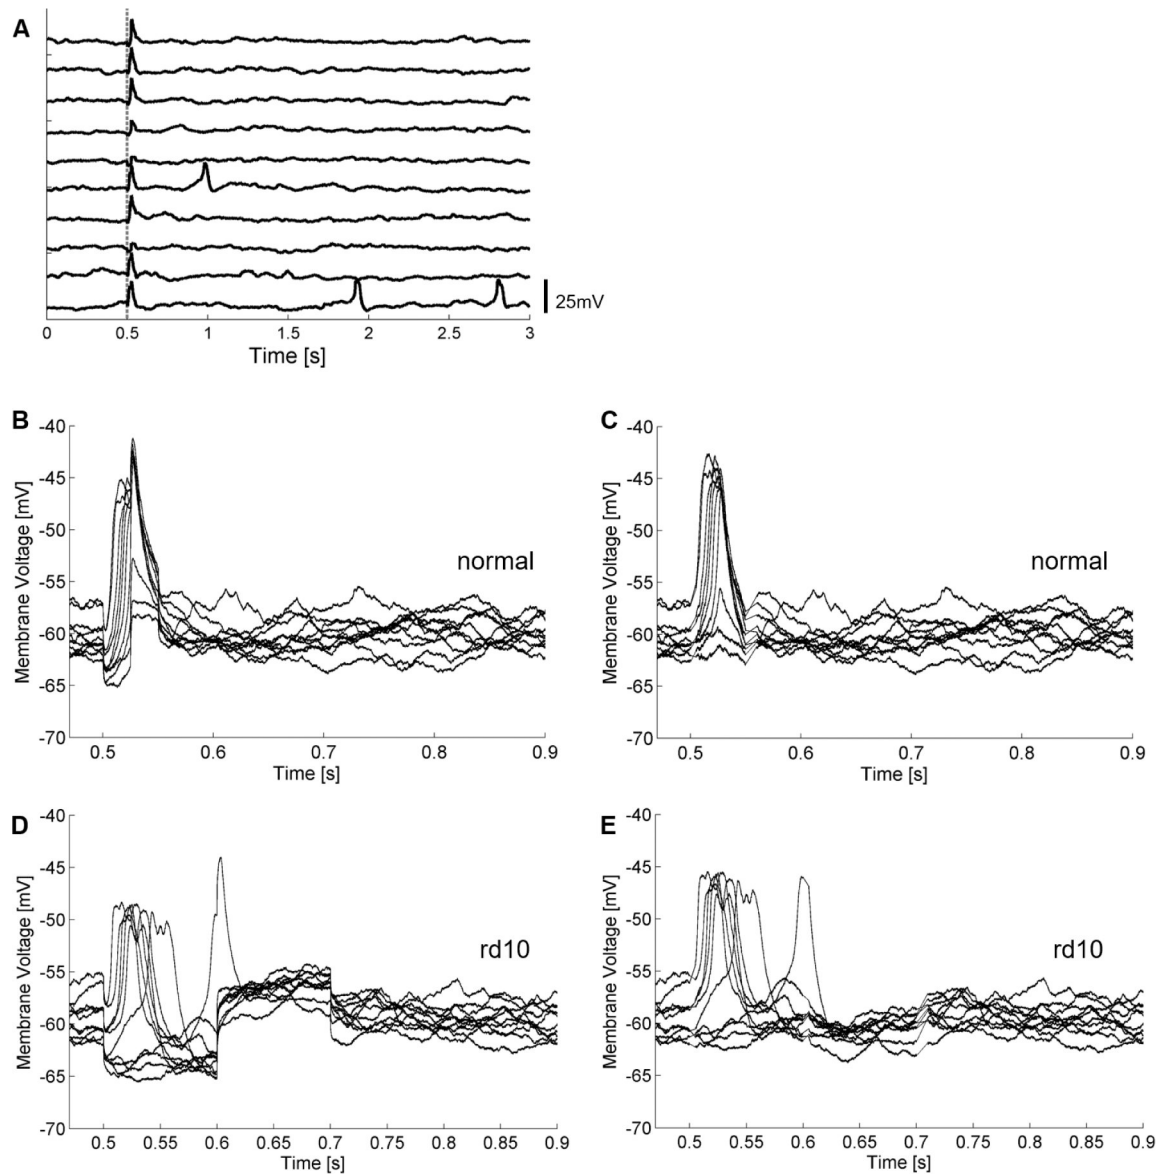 A
25mV
0 0.5 1 1.5 2 2.5 3
Time [s]
B
-40
-45
-50
-55
-60
-65
-70
Membrane Voltage [mV]
normal
0.5 0.6 0.7 0.8 0.9
Time [s]
C
-40
-45
-50
-55
-60
-65
-70
Membrane Voltage [mV]
normal
0.5 0.6 0.7 0.8 0.9
Time [s]
D
-40
-45
-50
-55
-60
-65
-70
Membrane Voltage [mV]
rd10
0.5 0.55 0.6 0.65 0.7 0.75 0.8 0.85 0.9
Time [s]
E
-40
-45
-50
-55
-60
-65
-70
Membrane Voltage [mV]
rd10
0.5 0.55 0.6 0.65 0.7 0.75 0.8 0.85 0.9
Time [s]